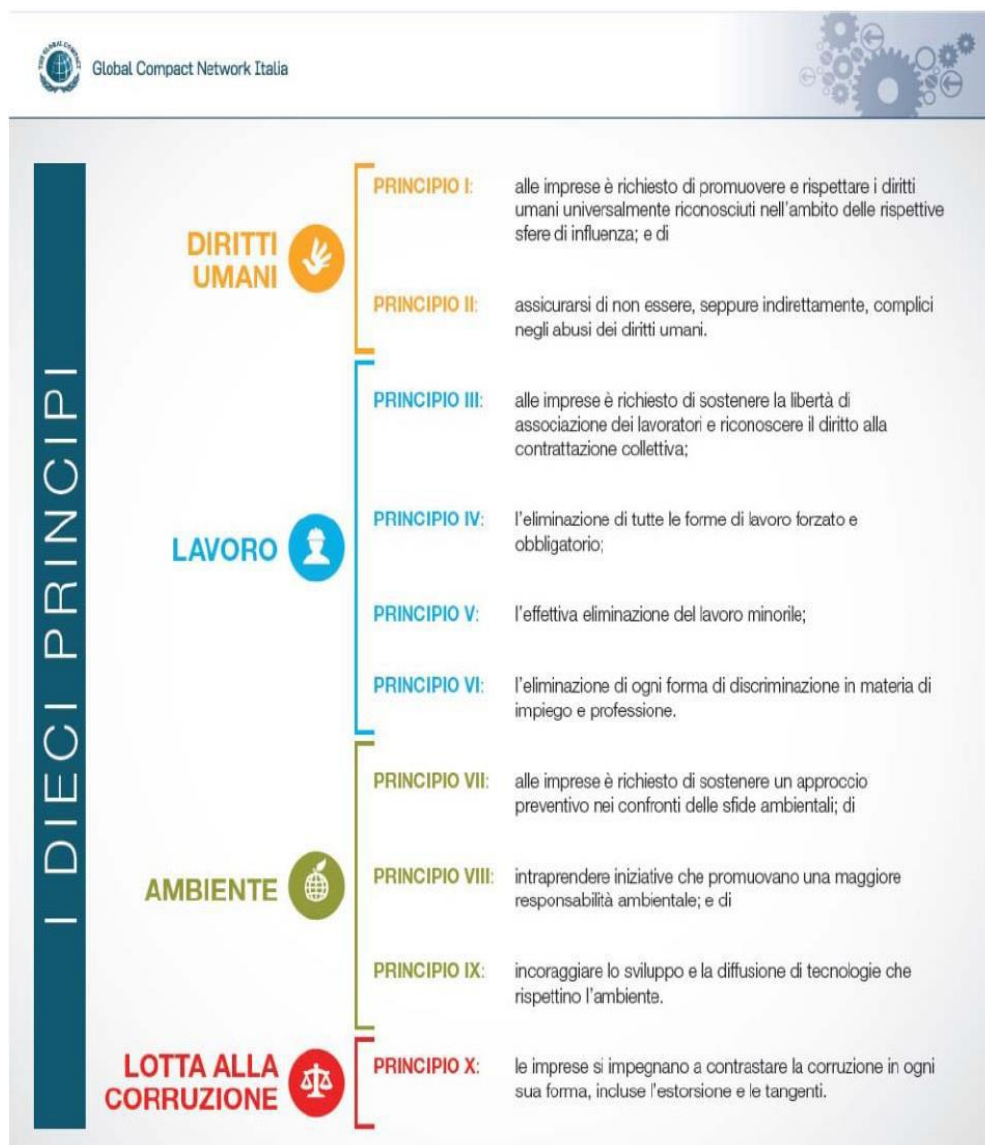 Global Compact Network Italia
I DIECI PRINCIPI
DIRITTI
UMANI
PRINCIPIO I: alle imprese è richiesto di promuovere e rispettare i diritti
umani universalmente riconosciuti nell'ambito delle rispettive
sfere di influenza; e di
PRINCIPIO II: assicurarsi di non essere, seppure indirettamente, complici
negli abusi dei diritti umani.
LAVORO
PRINCIPIO III: alle imprese è richiesto di sostenere la libertà di
associazione dei lavoratori e riconoscere il diritto alla
contrattazione collettiva;
PRINCIPIO IV: l'eliminazione di tutte le forme di lavoro forzato e
obbligatorio;
PRINCIPIO V: l'effettiva eliminazione del lavoro minorile;
PRINCIPIO VI: l'eliminazione di ogni forma di discriminazione in materia di
impiego e professione.
AMBIENTE
PRINCIPIO VII: alle imprese è richiesto di sostenere un approccio
preventivo nei confronti delle sfide ambientali; di
PRINCIPIO VIII: intraprendere iniziative che promuovano una maggiore
responsabilità ambientale; e di
PRINCIPIO IX: incoraggiare lo sviluppo e la diffusione di tecnologie che
rispettino l'ambiente.
LOTTA ALLA
CORRUZIONE
PRINCIPIO X: le imprese si impegnano a contrastare la corruzione in ogni
sua forma, incluse l'estorsione e le tangenti.